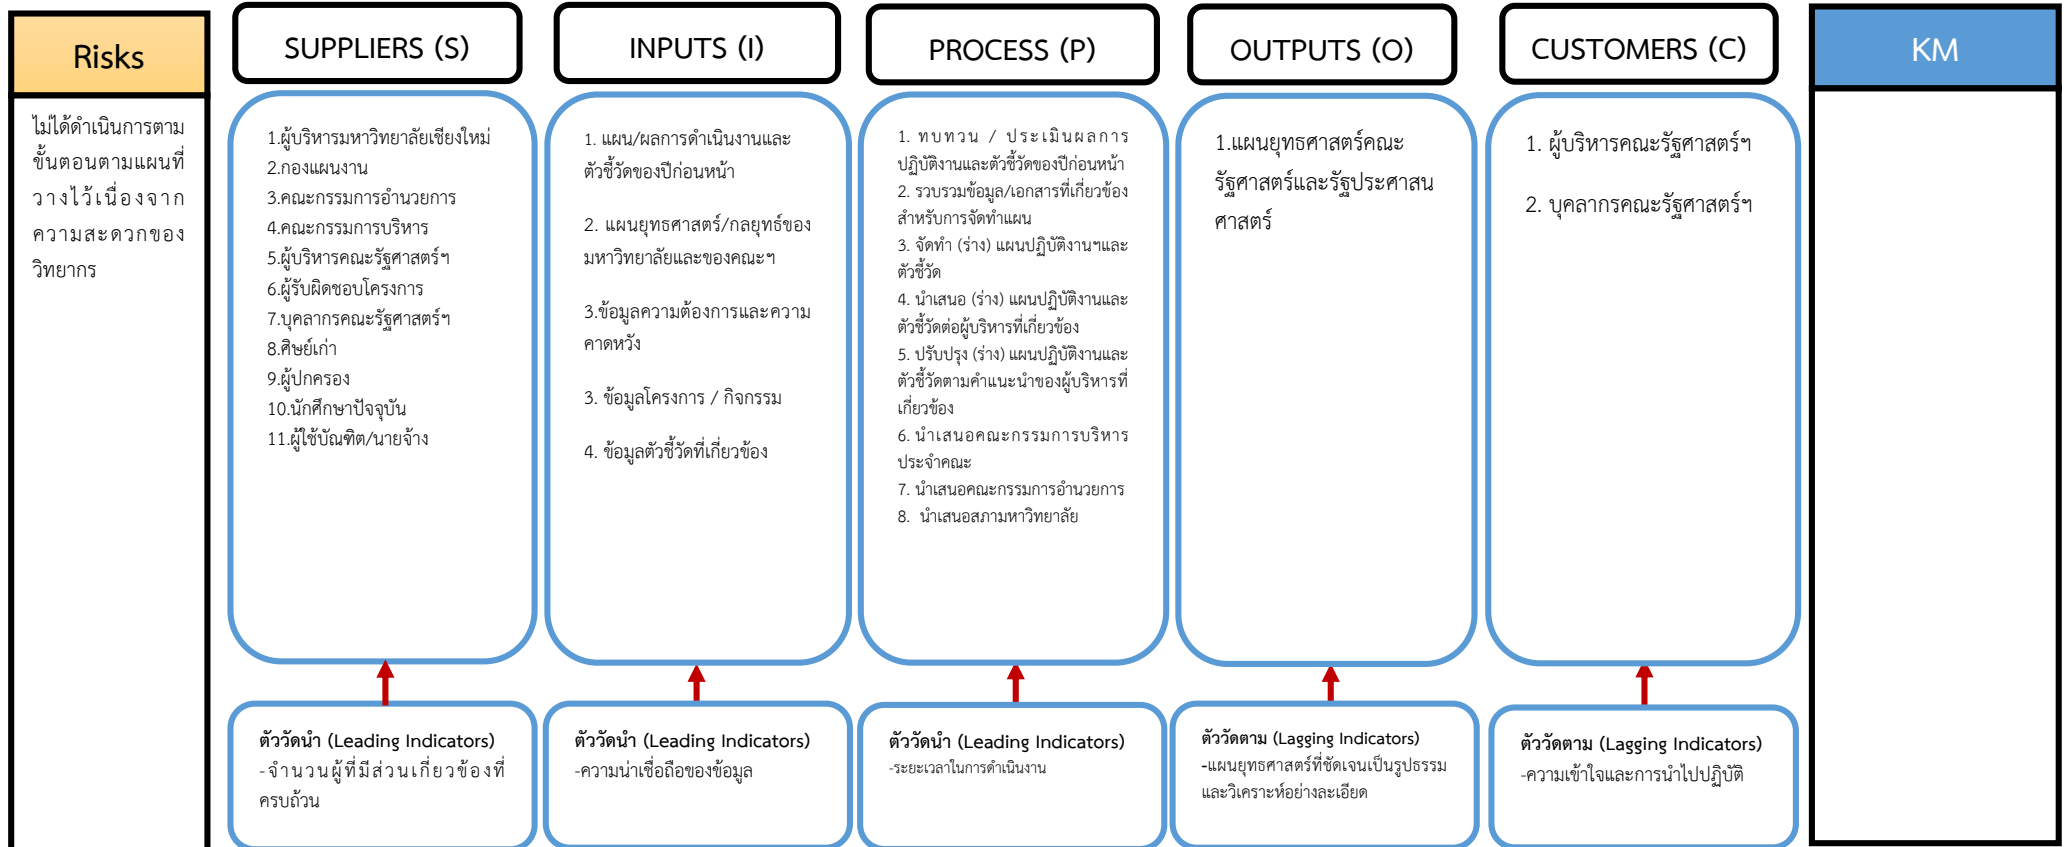 Risks
ไม่ได้ดำเนินการตาม
ขั้นตอนตามแผนที่
วางไว้เนื่องจาก
ความสะดวกของ
วิทยากร
SUPPLIERS (S)
1.ผู้บริหารมหาวิทยาลัยเชียงใหม่
2.กองแผนงาน
3.คณะกรรมการอำนวยการ
4.คณะกรรมการบริหาร
5.ผู้บริหารคณะรัฐศาสตร์ฯ
6.ผู้รับผิดชอบโครงการ
7.บุคลากรคณะรัฐศาสตร์ฯ
8.ศิษย์เก่า
9.ผู้ปกครอง
10.นักศึกษาปัจจุบัน
11.ผู้ใช้บัณฑิต/นายจ้าง
ตัววัดนำ (Leading Indicators)
-จำนวนผู้ที่มีส่วนเกี่ยวข้องที่
ครบถ้วน
INPUTS (I)
1. แผน/ผลการดำเนินงานและ
ตัวชี้วัดของปีก่อนหน้า
2. แผนยุทธศาสตร์/กลยุทธ์ของ
มหาวิทยาลัยและของคณะฯ
3.ข้อมูลความต้องการและความ
คาดหวัง
3. ข้อมูลโครงการ / กิจกรรม
4. ข้อมูลตัวชี้วัดที่เกี่ยวข้อง
ตัววัดนำ (Leading Indicators)
-ความน่าเชื่อถือของข้อมูล
PROCESS (P)
1. ทบทวน / ประเมินผลการ
ปฏิบัติงานและตัวชี้วัดของปีก่อนหน้า
2. รวบรวมข้อมูล/เอกสารที่เกี่ยวข้อง
สำหรับการจัดทำแผน
3. จัดทำ (ร่าง) แผนปฏิบัติงานฯและ
ตัวชี้วัด
4. นำเสนอ (ร่าง) แผนปฏิบัติงานและ
ตัวชี้วัดต่อผู้บริหารที่เกี่ยวข้อง
5. ปรับปรุง (ร่าง) แผนปฏิบัติงานและ
ตัวชี้วัดตามคำแนะนำของผู้บริหารที่
เกี่ยวข้อง
6. นำเสนอคณะกรรมการบริหาร
ประจำคณะ
7. นำเสนอคณะกรรมการอำนวยการ
8. นำเสนอสภามหาวิทยาลัย
ตัววัดนำ (Leading Indicators)
-ระยะเวลาในการดำเนินงาน
OUTPUTS (O)
1.แผนยุทธศาสตร์คณะ
รัฐศาสตร์และรัฐประศาสน
ศาสตร์
ตัววัดตาม (Lagging Indicators)
-แผนยุทธศาสตร์ที่ชัดเจนเป็นรูปธรรม
และวิเคราะห์อย่างละเอียด
CUSTOMERS (C)
1. ผู้บริหารคณะรัฐศาสตร์ฯ
2. บุคลากรคณะรัฐศาสตร์ฯ
ตัววัดตาม (Lagging Indicators)
-ความเข้าใจและการนำไปปฏิบัติ
KM